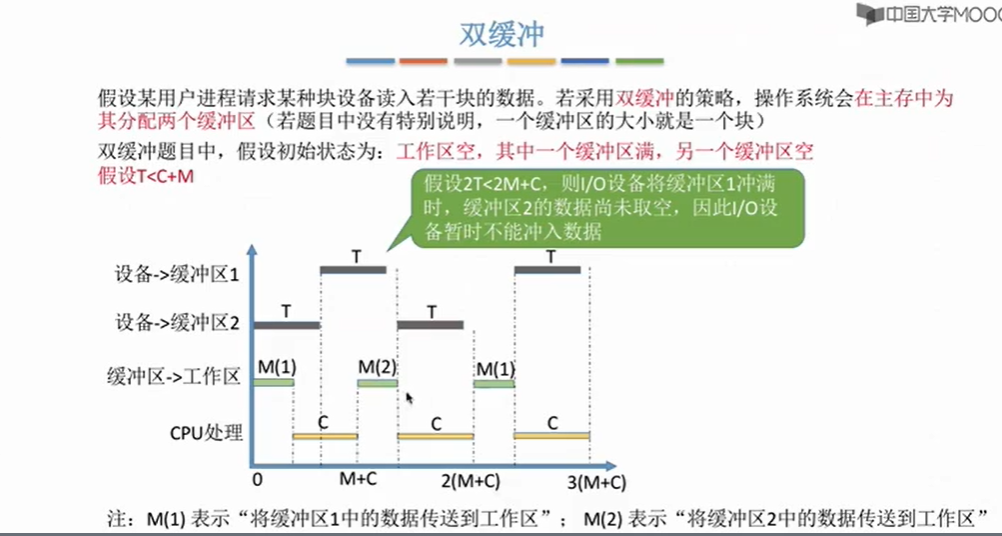 中国大学MOOC
双缓冲
假设某用户进程请求某种块设备读入若干块的数据。若采用双缓冲的策略，操作系统会在主存中为
其分配两个缓冲区（若题目中没有特别说明，一个缓冲区的大小就是一个块）
双缓冲题目中，假设初始状态为：工作区空，其中一个缓冲区满，另一个缓冲区空
假设T<C+M
假设2T<2M+C，则I/O设备将缓冲区1冲满
时，缓冲区2的数据尚未取空，因此I/O设
备暂时不能冲入数据
设备->缓冲区1 T T
设备->缓冲区2 T T
缓冲区->工作区 M(1) M(2) M(1)
CPU处理 C C C
0 M+C 2(M+C) 3(M+C)
注：M(1) 表示“将缓冲区1中的数据传送到工作区”； M(2) 表示“将缓冲区2中的数据传送到工作区”